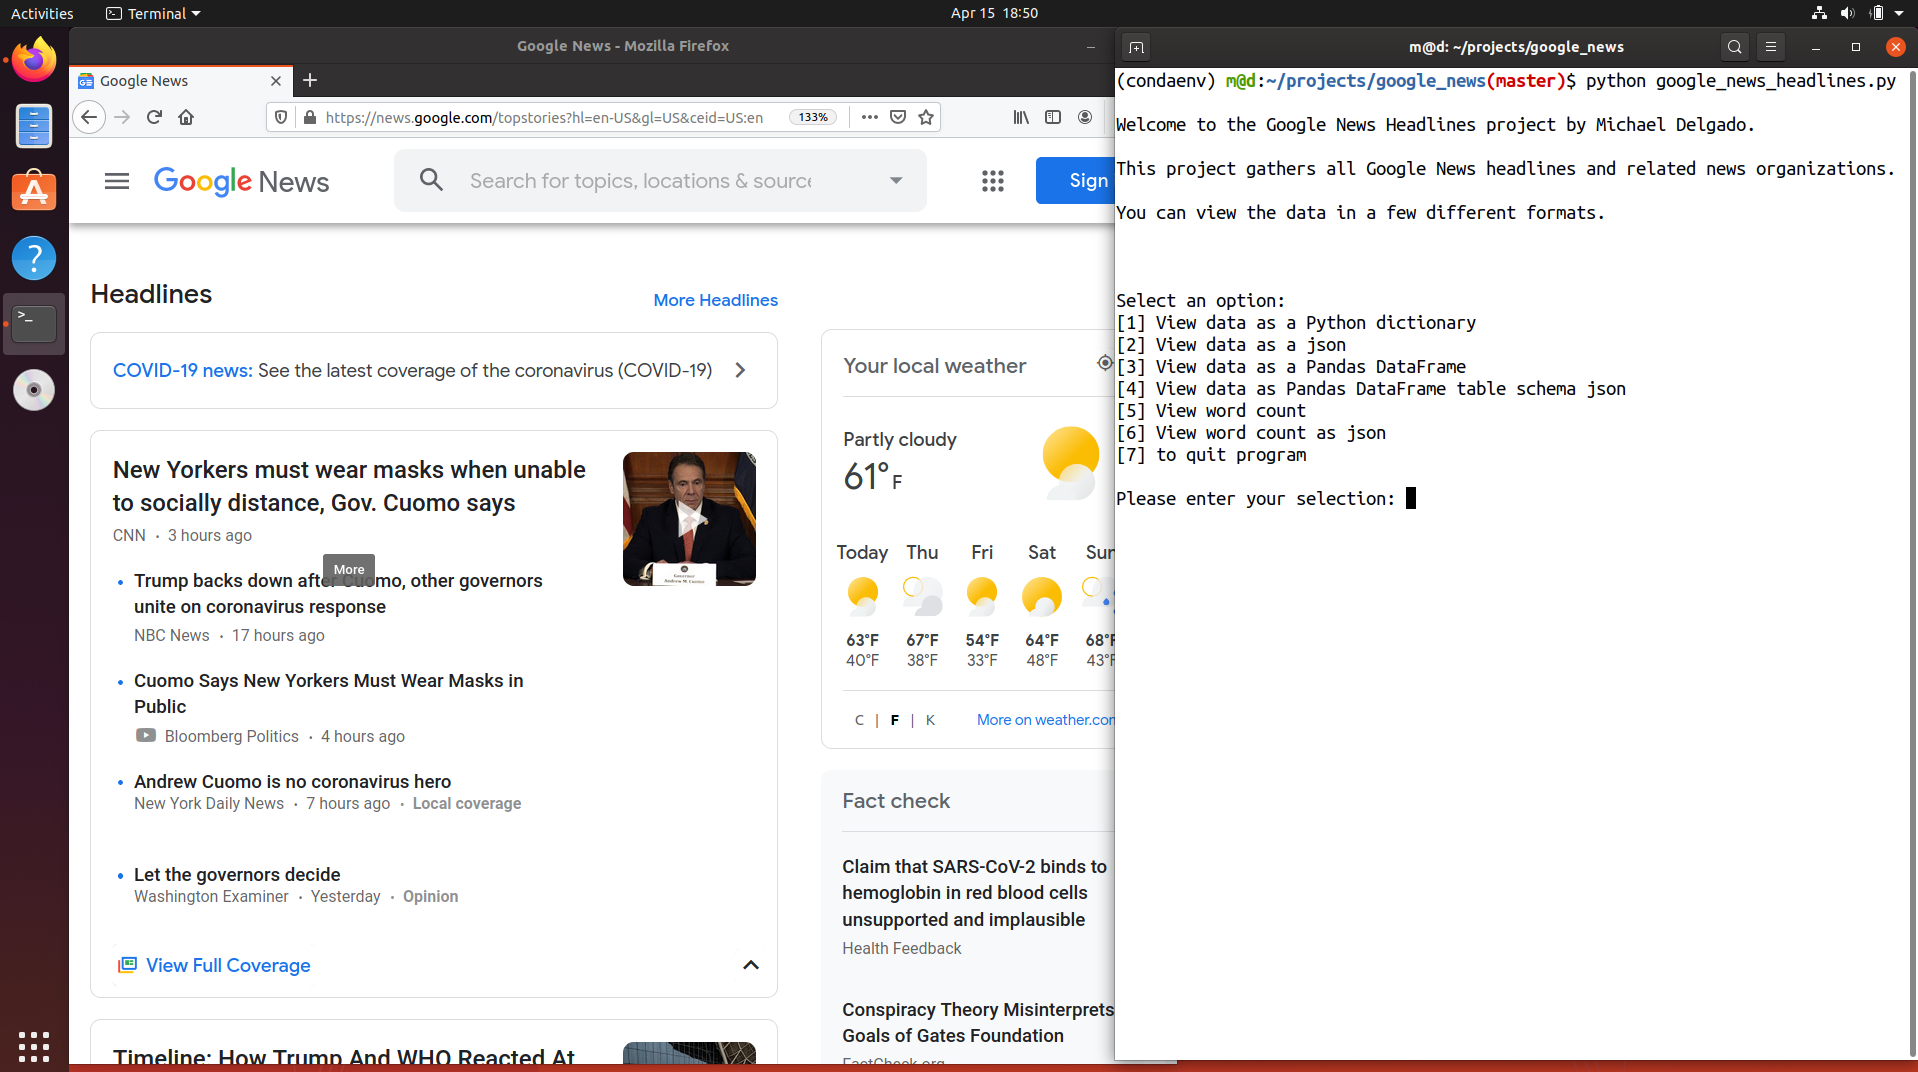 Activities
Terminal
Apr 15 18:50
Google News - Mozilla Firefox
Google News
https://news.google.com/topstories?hl=en-US&gl=US&ceid=US:en
133%
Google News
Search for topics, locations & sourc
Sign
Headlines
More Headlines
COVID-19 news: See the latest coverage of the coronavirus (COVID-19)
New Yorkers must wear masks when unable
to socially distance, Gov. Cuomo says
CNN · 3 hours ago
More
Trump backs down after Cuomo, other governors
unite on coronavirus response
NBC News · 17 hours ago
Cuomo Says New Yorkers Must Wear Masks in
Public
Bloomberg Politics · 4 hours ago
Andrew Cuomo is no coronavirus hero
New York Daily News · 7 hours ago · Local coverage
Let the governors decide
Washington Examiner · Yesterday · Opinion
View Full Coverage
Timeline: How Trump And WHO Reacted At
Governor
Andrew M. Cuomo
Your local weather
Partly cloudy
61°F
Today Thu Fri Sat Sun
63°F 67°F 54°F 64°F 68°F
40°F 38°F 33°F 48°F 43°F
C | F | K
More on weather.com
Fact check
Claim that SARS-CoV-2 binds to
hemoglobin in red blood cells
unsupported and implausible
Health Feedback
Conspiracy Theory Misinterprets
Goals of Gates Foundation
FactCheck.org
m@d: ~/projects/google_news
(condaenv) m@d:~/projects/google_news(master)$ python google_news_headlines.py
Welcome to the Google News Headlines project by Michael Delgado.
This project gathers all Google News headlines and related news organizations.
You can view the data in a few different formats.
Select an option:
[1] View data as a Python dictionary
[2] View data as a json
[3] View data as a Pandas DataFrame
[4] View data as Pandas DataFrame table schema json
[5] View word count
[6] View word count as json
[7] to quit program
Please enter your selection: